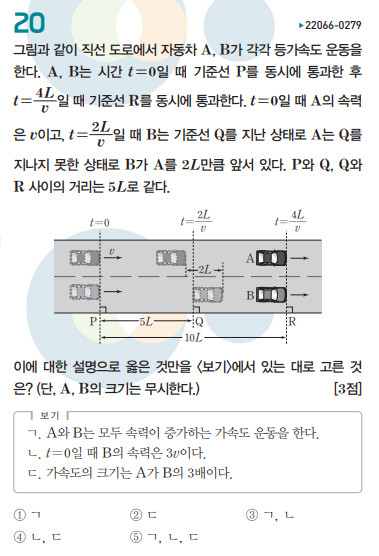 20
▶22066-0279
그림과 같이 직선 도로에서 자동차 A, B가 각각 등가속도 운동을
한다. A, B는 시간 t=0일 때 기준선 P를 동시에 통과한 후
t=4L/v일 때 기준선 R를 동시에 통과한다. t=0일 때 A의 속력
은 v이고, t=2L/v일 때 B는 기준선 Q를 지난 상태로 A는 Q를
지나지 못한 상태로 B가 A를 2L만큼 앞서 있다. P와 Q, Q와
R 사이의 거리는 5L로 같다.
t=0 t=2L/v t=4L/v
v A
2L
B
P 5L Q R
10L
이에 대한 설명으로 옳은 것만을 <보기>에서 있는 대로 고른 것
은? (단, A, B의 크기는 무시한다.) [3점]
보기
ㄱ. A와 B는 모두 속력이 증가하는 가속도 운동을 한다.
ㄴ. t=0일 때 B의 속력은 3v이다.
ㄷ. 가속도의 크기는 A가 B의 3배이다.
① ㄱ ② ㄷ ③ ㄱ, ㄴ
④ ㄴ, ㄷ ⑤ ㄱ, ㄴ, ㄷ